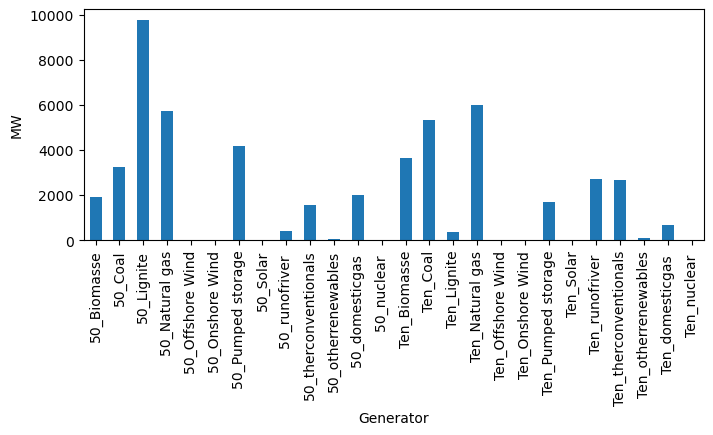 10000
8000
6000
4000
2000
0
MW
50_Biomasse
50_Coal
50_Lignite
50_Natural gas
50_Offshore Wind
50_Onshore Wind
50_Pumped storage
50_Solar
50_runofriver
50_therconventionals
50_otherrenewables
50_domesticgas
50_nuclear
Ten_Biomasse
Ten_Coal
Ten_Lignite
Ten_Natural gas
Ten_Offshore Wind
Ten_Onshore Wind
Ten_Pumped storage
Ten_Solar
Ten_runofriver
Ten_therconventionals
Ten_otherrenewables
Ten_domesticgas
Ten_nuclear
Generator